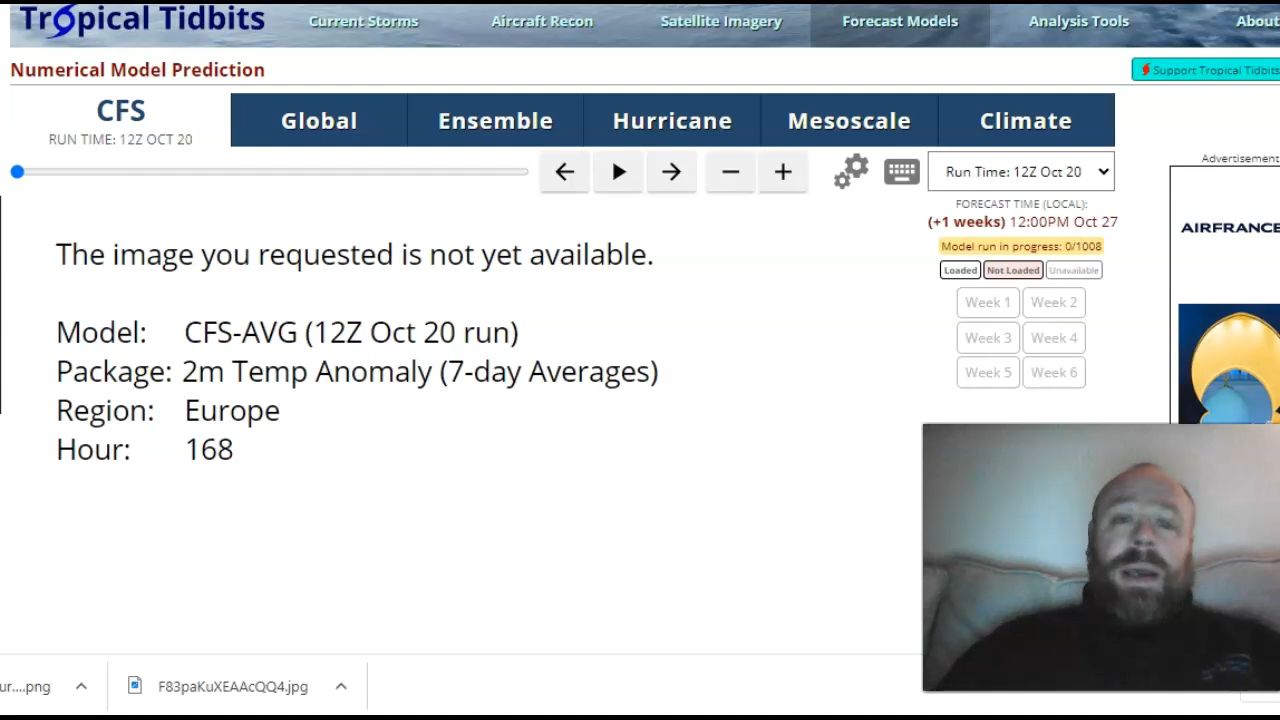 Tropical Tidbits
Current Storms Aircraft Recon Satellite Imagery Forecast Models Analysis Tools About
Numerical Model Prediction
Support Tropical Tidbits
CFS
RUN TIME: 12Z OCT 20
Global Ensemble Hurricane Mesoscale Climate
Run Time: 12Z Oct 20
Advertisement
FORECAST TIME (LOCAL):
(+1 weeks) 12:00PM Oct 27
Model run in progress: 0/1008
Loaded Not Loaded Unavailable
Week 1 Week 2
Week 3 Week 4
Week 5 Week 6
AIRFRANCE
The image you requested is not yet available.
Model: CFS-AVG (12Z Oct 20 run)
Package: 2m Temp Anomaly (7-day Averages)
Region: Europe
Hour: 168
ur....png F83paKuXEAAcQQ4.jpg